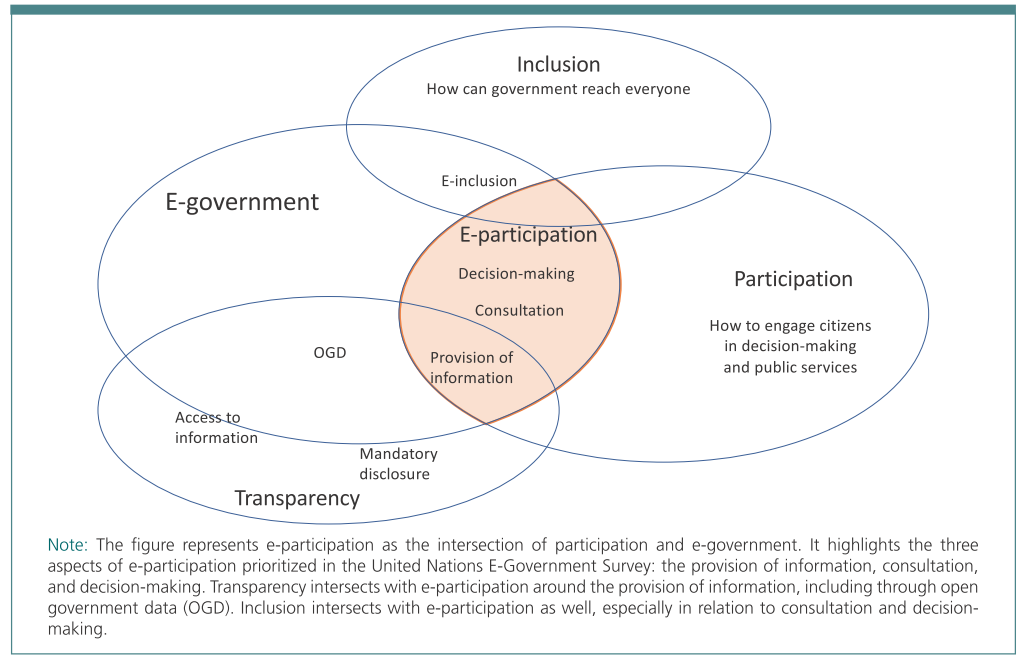 Inclusion
How can government reach everyone
E-inclusion
E-government
E-participation
Decision-making
Consultation
Provision of
information
Participation
How to engage citizens
in decision-making
and public services
OGD
Access to
information
Mandatory
disclosure
Transparency
Note: The figure represents e-participation as the intersection of participation and e-government. It highlights the three
aspects of e-participation prioritized in the United Nations E-Government Survey: the provision of information, consultation,
and decision-making. Transparency intersects with e-participation around the provision of information, including through open
government data (OGD). Inclusion intersects with e-participation as well, especially in relation to consultation and decision-
making.